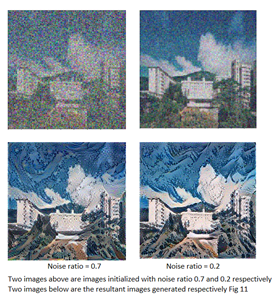 Noise ratio = 0.7 Noise ratio = 0.2
Two images above are images initialized with noise ratio 0.7 and 0.2 respectively
Two images below are the resultant images generated respectively Fig 11